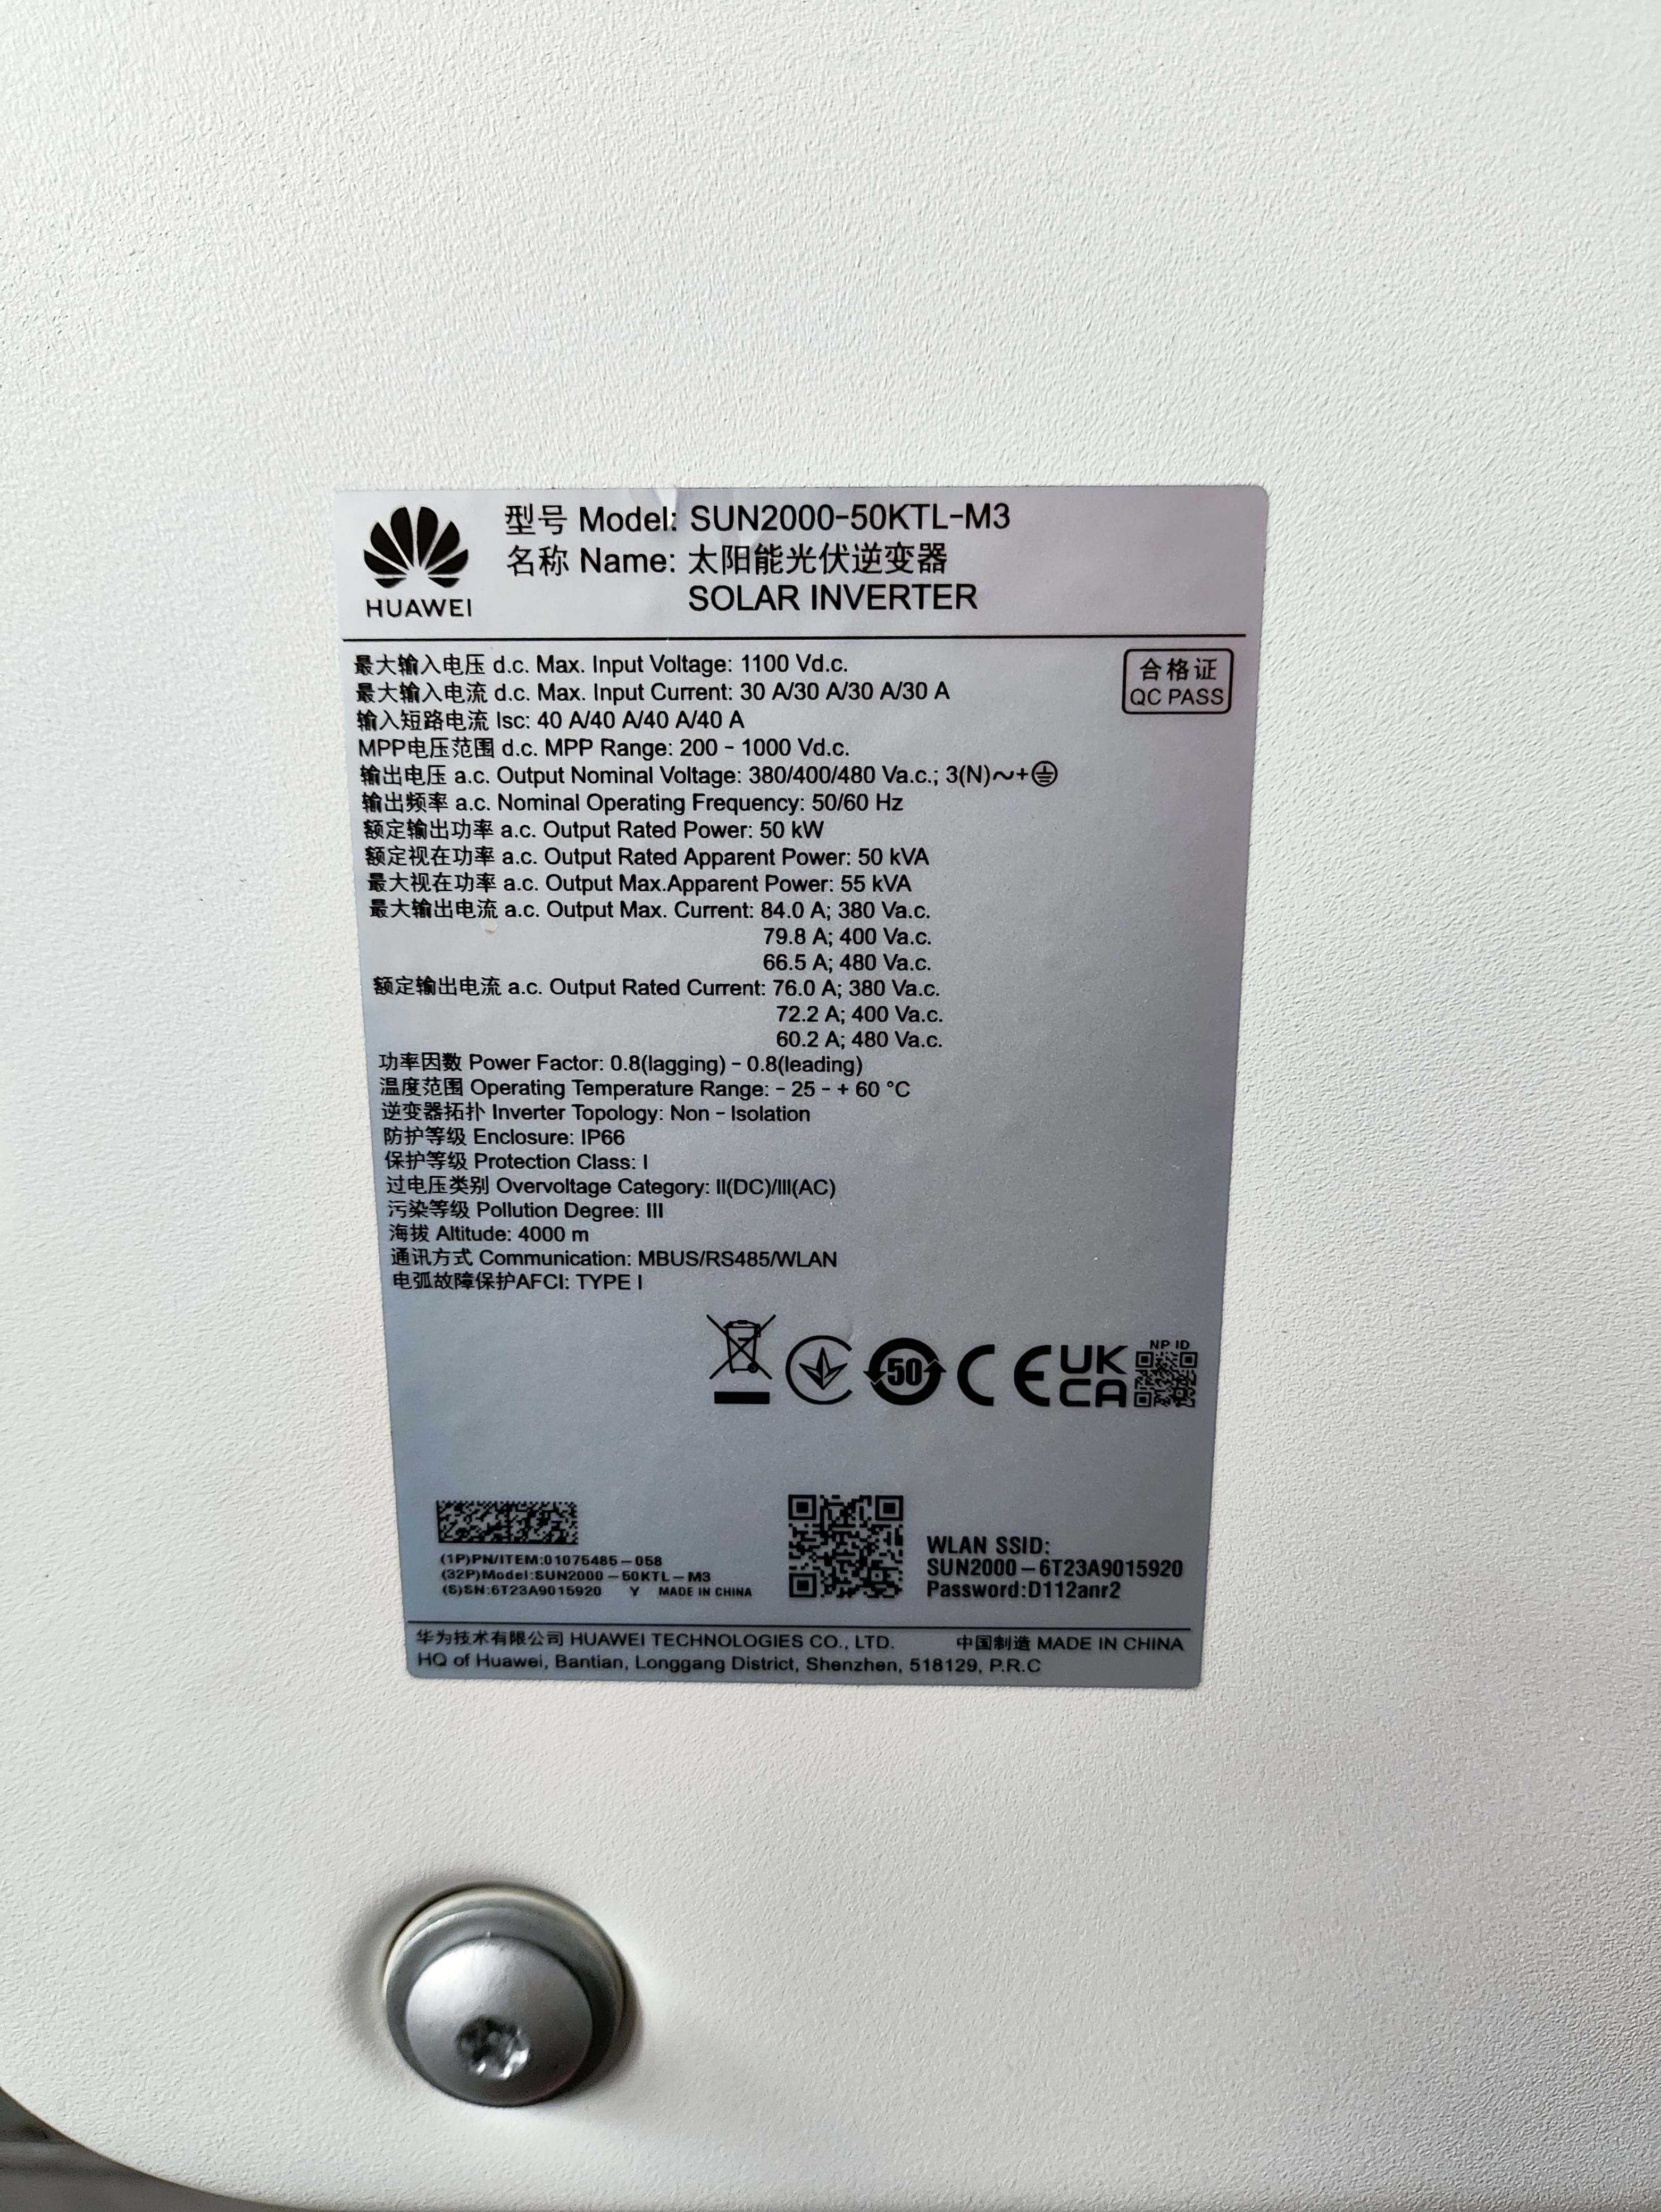 HUAWEI
型号 Model: SUN2000-50KTL-M3
名称 Name: 太阳能光伏逆变器
SOLAR INVERTER
合格证
QC PASS
最大输入电压 d.c. Max. Input Voltage: 1100 Vd.c.
最大输入电流 d.c. Max. Input Current: 30 A/30 A/30 A/30 A
输入短路电流 Isc: 40 A/40 A/40 A/40 A
MPP电压范围 d.c. MPP Range: 200 - 1000 Vd.c.
输出电压 a.c. Output Nominal Voltage: 380/400/480 Va.c.; 3(N)～+⏚
输出频率 a.c. Nominal Operating Frequency: 50/60 Hz
额定输出功率 a.c. Output Rated Power: 50 kW
额定视在功率 a.c. Output Rated Apparent Power: 50 kVA
最大视在功率 a.c. Output Max.Apparent Power: 55 kVA
最大输出电流 a.c. Output Max. Current: 84.0 A; 380 Va.c.
79.8 A; 400 Va.c.
66.5 A; 480 Va.c.
额定输出电流 a.c. Output Rated Current: 76.0 A; 380 Va.c.
72.2 A; 400 Va.c.
60.2 A; 480 Va.c.
功率因数 Power Factor: 0.8(lagging) - 0.8(leading)
温度范围 Operating Temperature Range: - 25 - + 60 °C
逆变器拓扑 Inverter Topology: Non - Isolation
防护等级 Enclosure: IP66
保护等级 Protection Class: I
过电压类别 Overvoltage Category: II(DC)/III(AC)
污染等级 Pollution Degree: III
海拔 Altitude: 4000 m
通讯方式 Communication: MBUS/RS485/WLAN
电弧故障保护AFCI: TYPE I
50
CE
UK
CA
NP ID
(1P)PN/ITEM:01075485-058
(32P)Model:SUN2000-50KTL-M3
(S)SN:6T23A9015920 Y MADE IN CHINA
WLAN SSID:
SUN2000-6T23A9015920
Password:D112anr2
华为技术有限公司 HUAWEI TECHNOLOGIES CO., LTD. 中国制造 MADE IN CHINA
HQ of Huawei, Bantian, Longgang District, Shenzhen, 518129, P.R.C